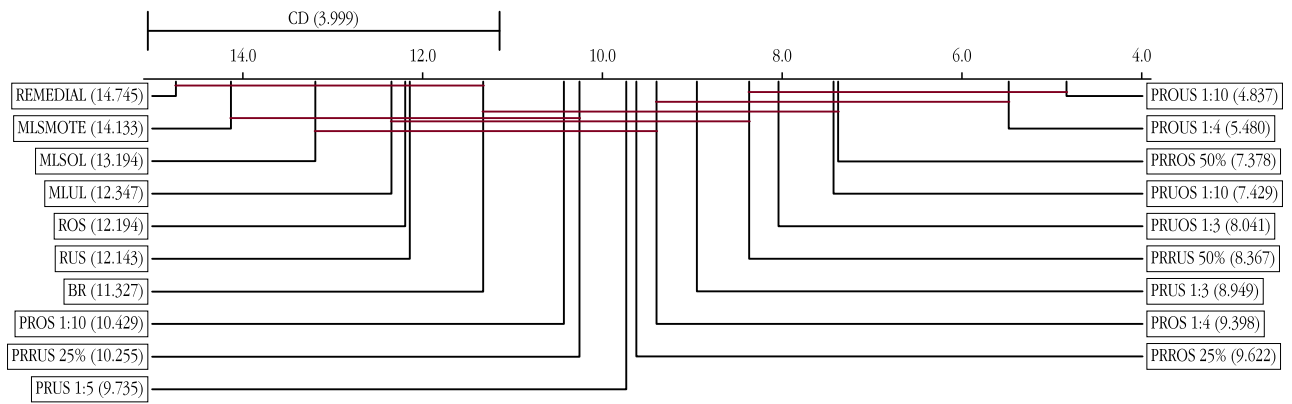 CD (3.999)
14.0 12.0 10.0 8.0 6.0 4.0
REMEDIAL (14.745)
MLSMOTE (14.133)
MLSOL (13.194)
MLUL (12.347)
ROS (12.194)
RUS (12.143)
BR (11.327)
PROS 1:10 (10.429)
PRRUS 25% (10.255)
PRUS 1:5 (9.735)
PROUS 1:10 (4.837)
PROUS 1:4 (5.480)
PRROS 50% (7.378)
PRUOS 1:10 (7.429)
PRUOS 1:3 (8.041)
PRRUS 50% (8.367)
PRUS 1:3 (8.949)
PROS 1:4 (9.398)
PRROS 25% (9.622)